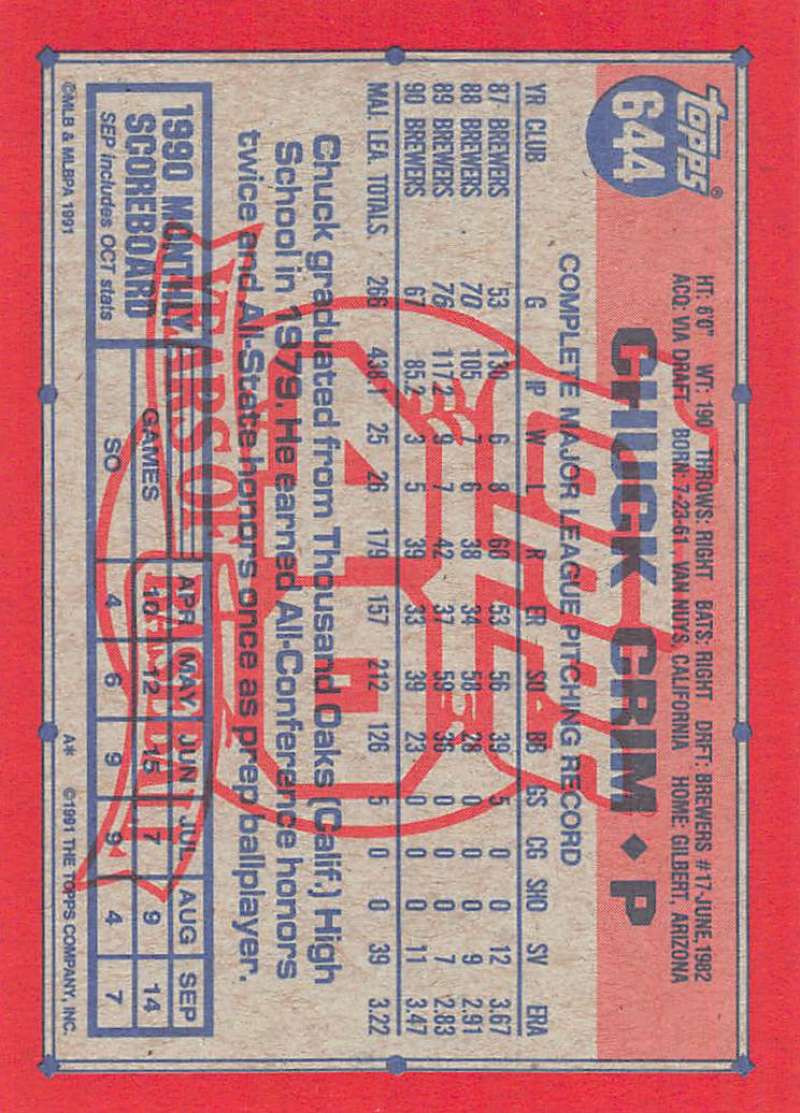 Topps®
644
HT: 6'0" WT: 190 THROWS: RIGHT BATS: RIGHT DRFT: BREWERS #17-JUNE, 1982
ACQ: VIA DRAFT BORN: 7-23-61, VAN NUYS, CALIFORNIA HOME: GILBERT, ARIZONA
CHUCK CRIM ♦ P
COMPLETE MAJOR LEAGUE PITCHING RECORD
YR CLUB G IP W L R ER SO BB GS CG SHO SV ERA
87 BREWERS 53 130 6 8 60 53 56 39 5 0 0 12 3.67
88 BREWERS 70 105 7 6 38 34 58 28 0 0 0 9 2.91
89 BREWERS 76 117.2 9 7 42 37 59 36 0 0 0 7 2.83
90 BREWERS 67 85.2 3 5 39 33 39 23 0 0 0 11 3.47
MAJ. LEA. TOTALS 266 438.1 25 26 179 157 212 126 5 0 0 39 3.22
Chuck graduated from Thousand Oaks (Calif.) High
School in 1979. He earned All-Conference honors
twice and All-State honors once as prep ballplayer.
1990 MONTHLY
SCOREBOARD
SEP includes OCT stats
APR MAY JUN JUL AUG SEP
GAMES 10 12 15 7 9 14
SO 4 6 9 9 4 7
Topps
40
YEARS OF BASEBALL
©MLB & MLBPA 1991
A* ©1991 THE TOPPS COMPANY, INC.